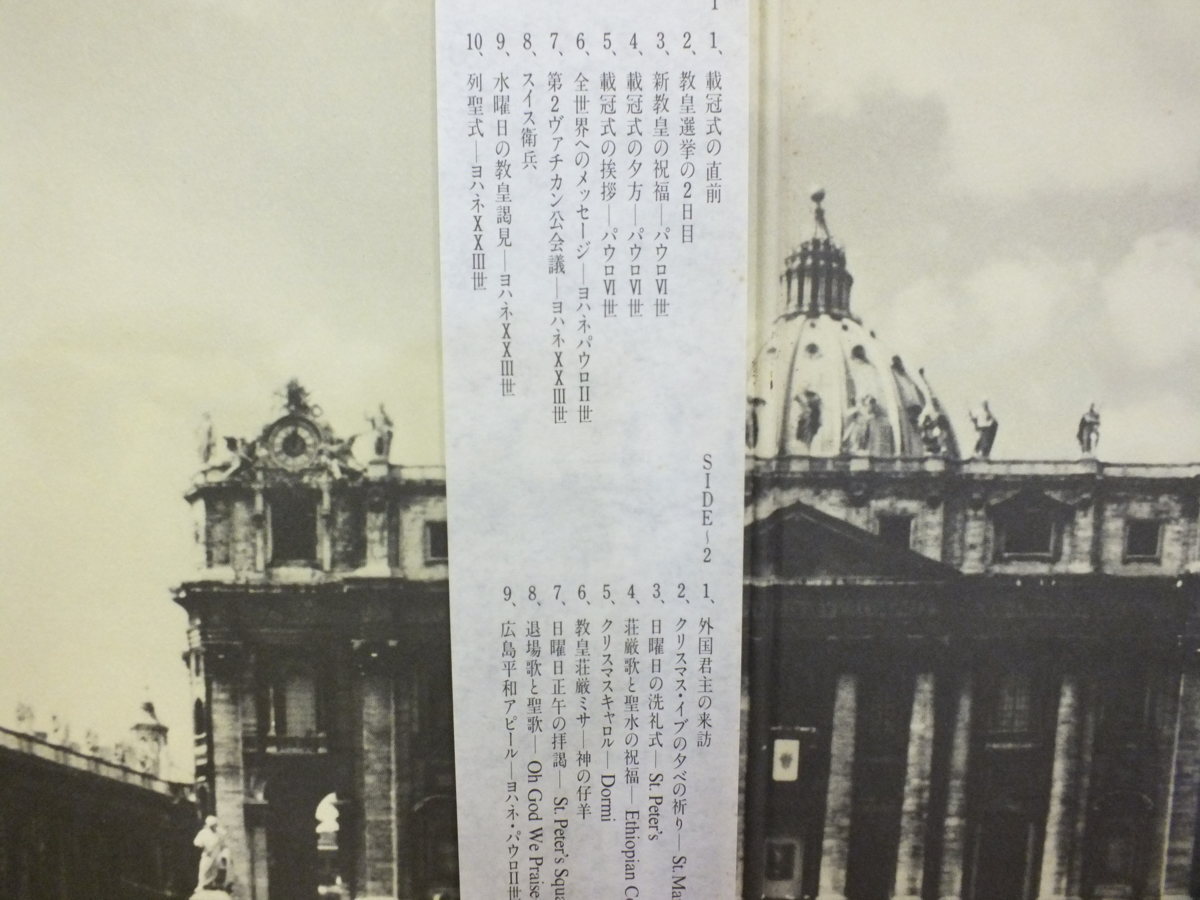 1
1、載冠式の直前
2、教皇選挙の2日目
3、新教皇の祝福—パウロⅥ世
4、載冠式の夕方—パウロⅥ世
5、載冠式の挨拶—パウロⅥ世
6、全世界へのメッセージ—ヨハネパウロⅡ世
7、第2ヴァチカン公会議—ヨハネⅩⅩⅢ世
8、スイス衛兵
9、水曜日の教皇謁見—ヨハネⅩⅩⅢ世
10、列聖式—ヨハネⅩⅩⅢ世
SIDE～2
1、外国君主の来訪
2、クリスマス・イブの夕べの祈り—St. Ma
3、日曜日の洗礼式—St. Peter's
4、荘厳歌と聖水の祝福—Ethiopian C
5、クリスマスキャロル—Dormi
6、教皇荘厳ミサ—神の仔羊
7、日曜日正午の拝謁—St. Peter's Squa
8、退場歌と聖歌—Oh God We Praise
9、広島平和アピール—ヨハネ・パウロⅡ世